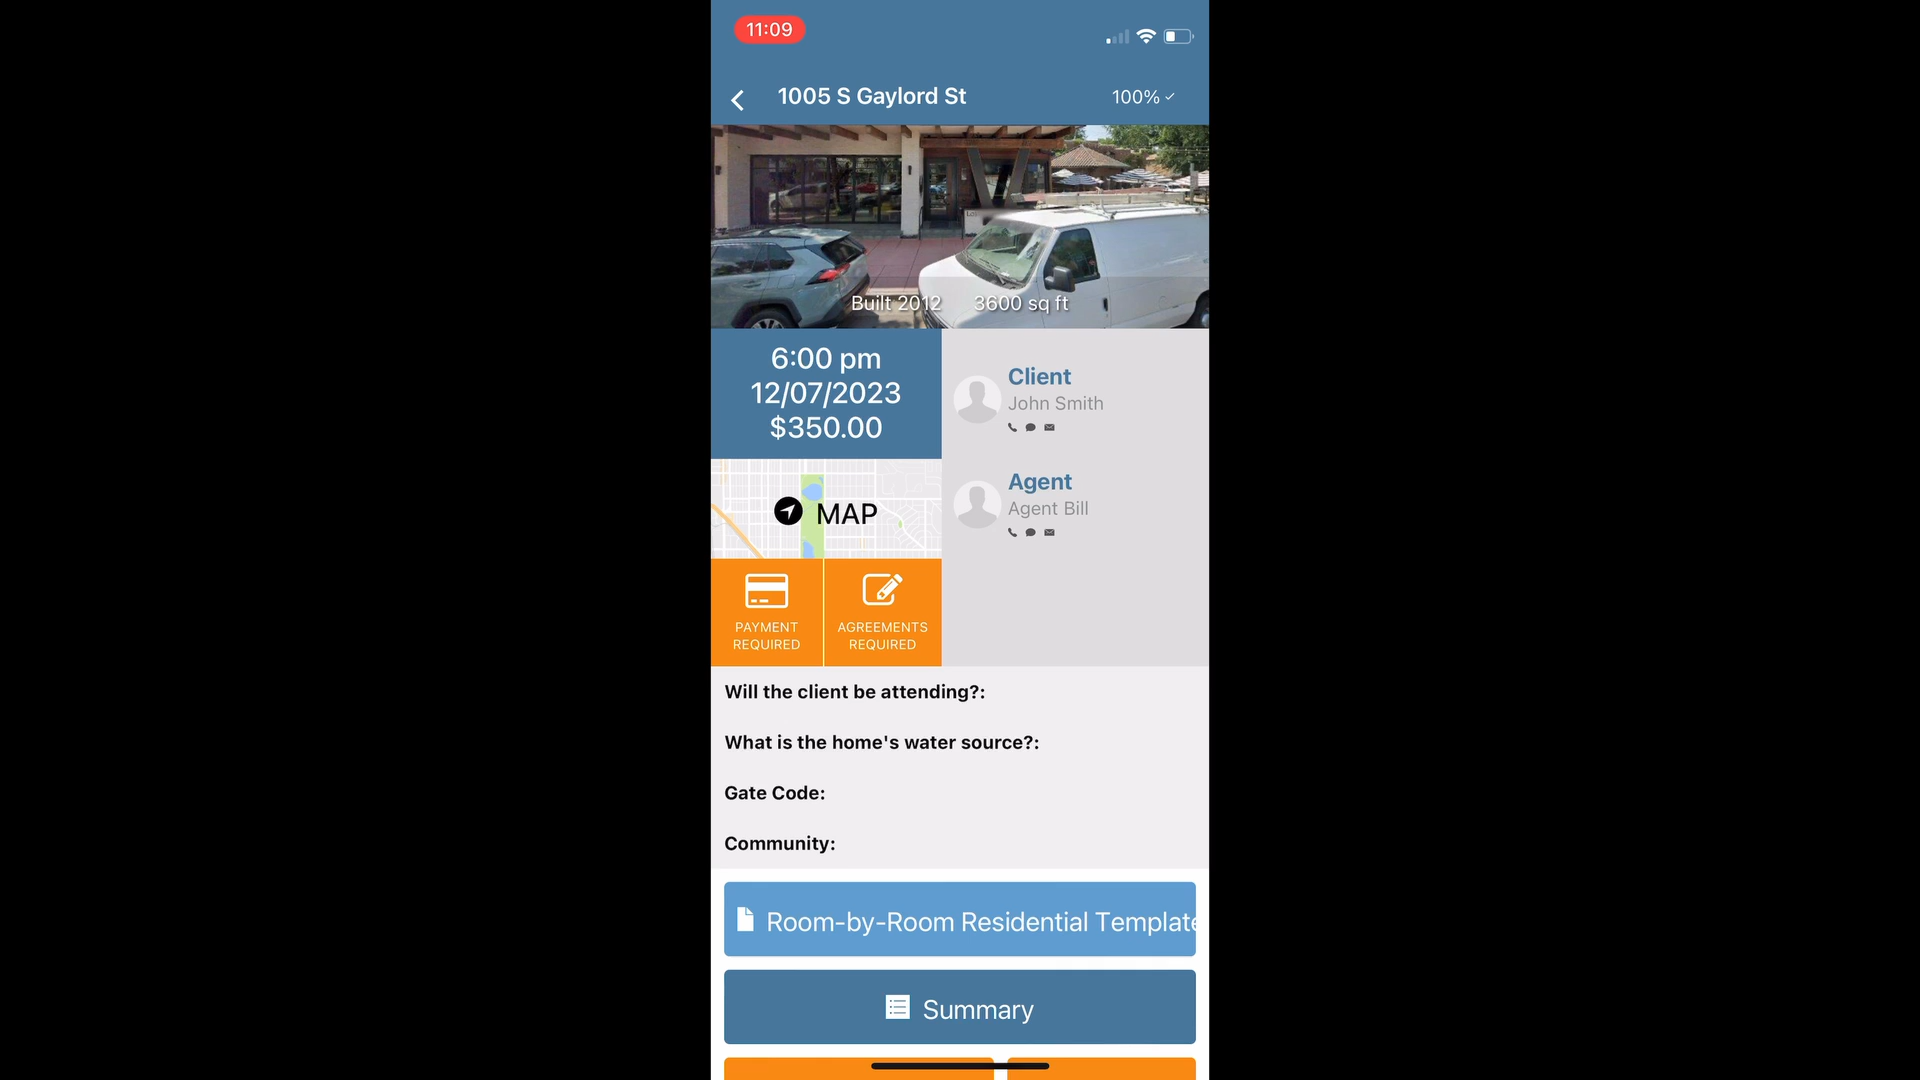 11:09
1005 S Gaylord St
100%
Built 2012 3600 sq ft
6:00 pm
12/07/2023
$350.00
Client
John Smith
Agent
Agent Bill
MAP
PAYMENT
REQUIRED
AGREEMENTS
REQUIRED
Will the client be attending?:
What is the home's water source?:
Gate Code:
Community:
Room-by-Room Residential Template
Summary